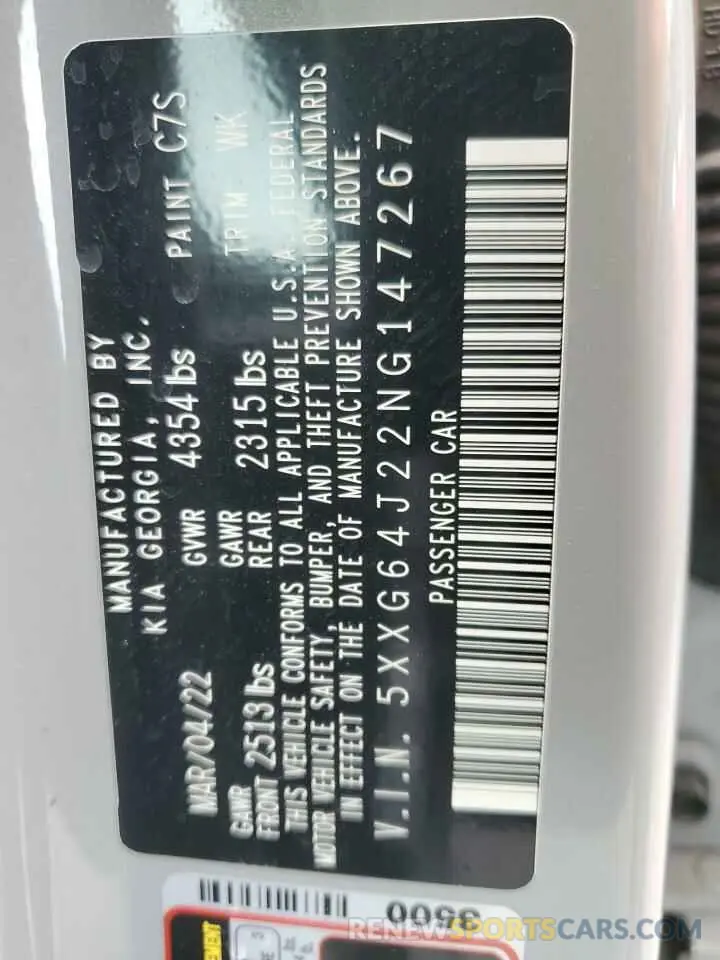 MANUFACTURED BY
KIA GEORGIA, INC.
MAR/04/22 GVWR 4354 lbs PAINT C7S
GAWR GAWR
FRONT 2513 lbs REAR 2315 lbs TRIM WK
THIS VEHICLE CONFORMS TO ALL APPLICABLE U.S.A. FEDERAL
MOTOR VEHICLE SAFETY, BUMPER, AND THEFT PREVENTION STANDARDS
IN EFFECT ON THE DATE OF MANUFACTURE SHOWN ABOVE.
V.I.N. 5XXG64J22NG147267
PASSENGER CAR
3500
RENEWSPORTSCARS.COM